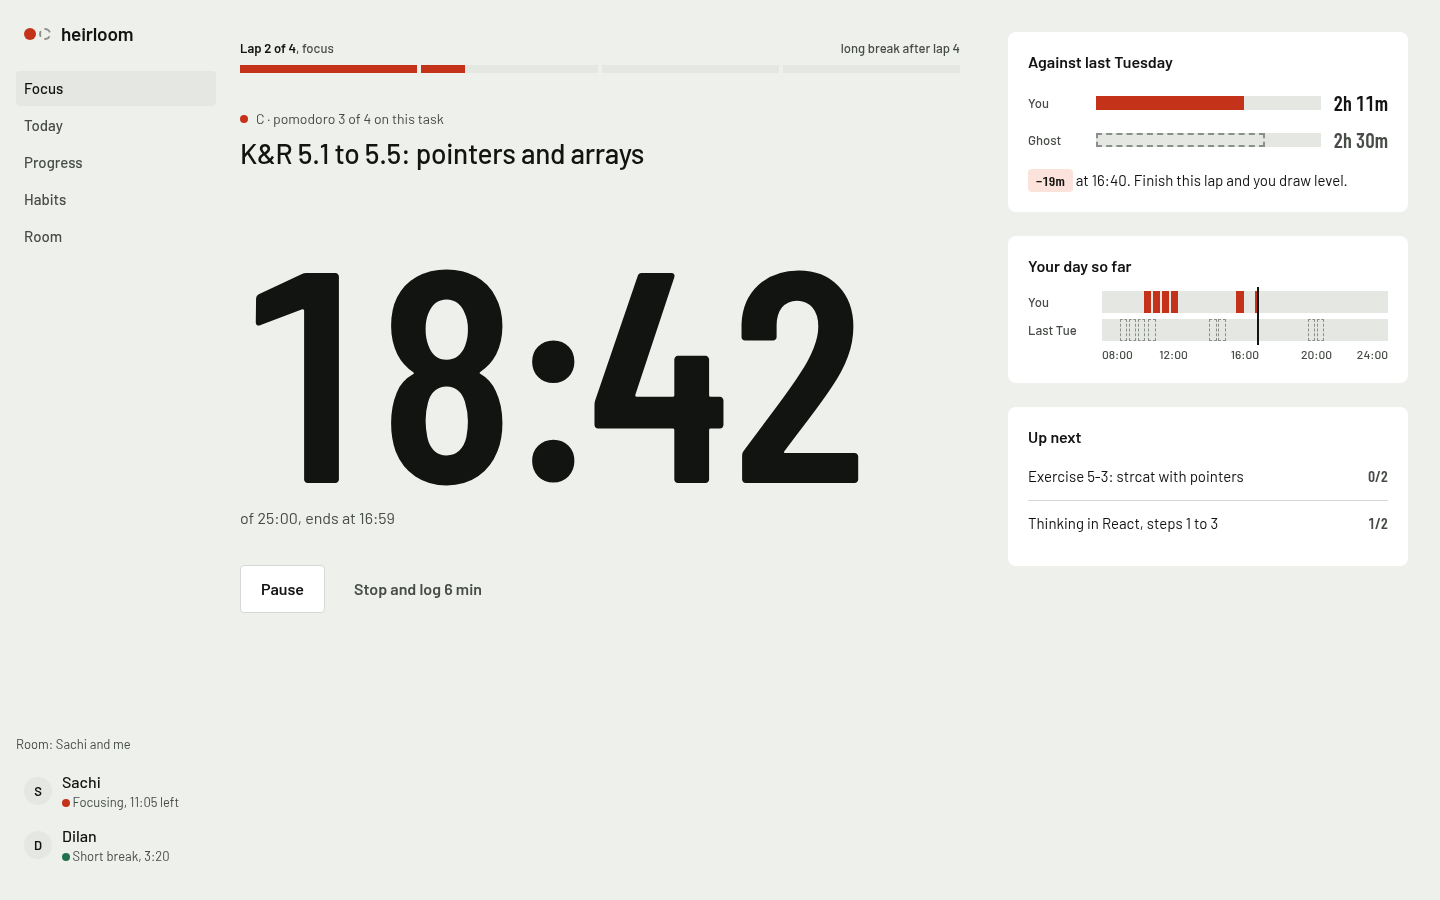 heirloom
Focus
Today
Progress
Habits
Room
Room: Sachi and me
S
Sachi
Focusing, 11:05 left
D
Dilan
Short break, 3:20
Lap 2 of 4, focus
long break after lap 4
C · pomodoro 3 of 4 on this task
K&R 5.1 to 5.5: pointers and arrays
18:42
of 25:00, ends at 16:59
Pause
Stop and log 6 min
Against last Tuesday
You
2h 11m
Ghost
2h 30m
−19m at 16:40. Finish this lap and you draw level.
Your day so far
You
Last Tue
08:00 12:00 16:00 20:00 24:00
Up next
Exercise 5-3: strcat with pointers 0/2
Thinking in React, steps 1 to 3 1/2